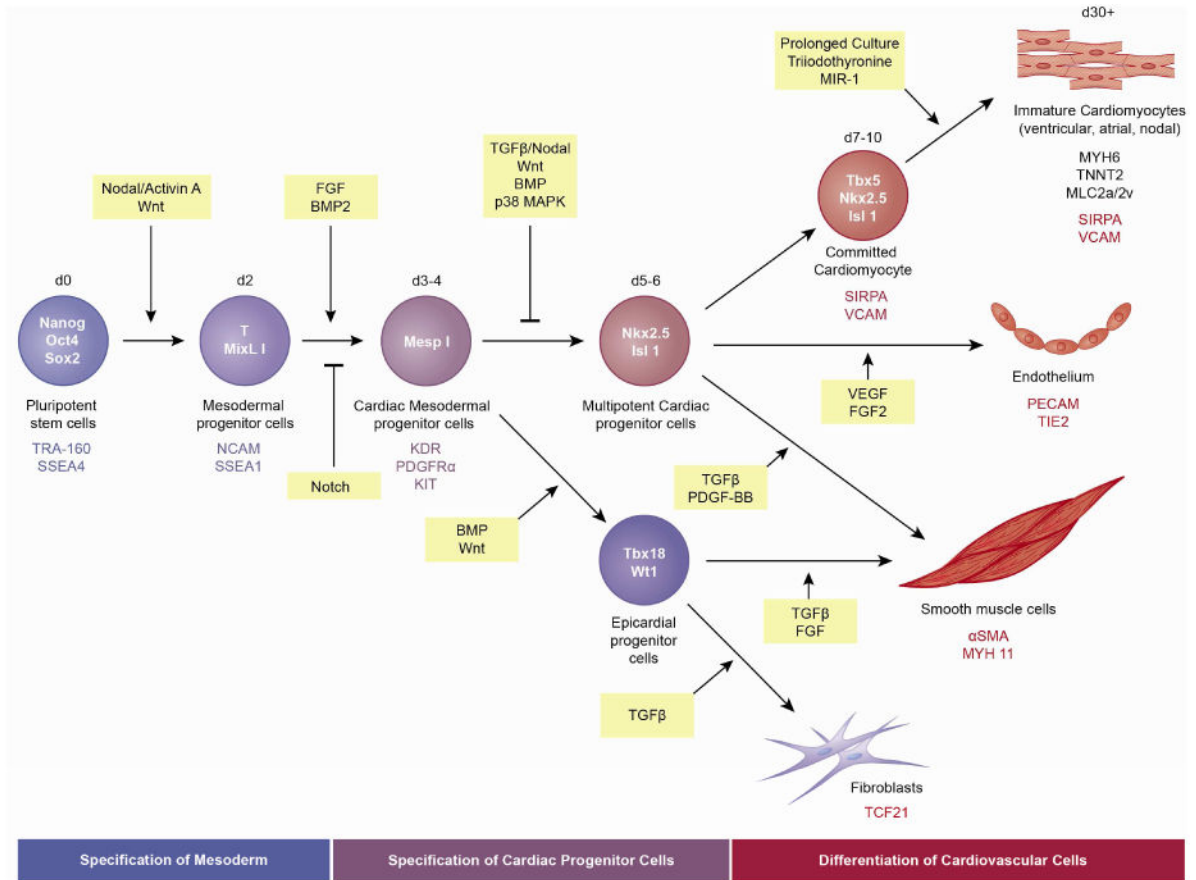 d30+
Prolonged Culture
Triiodothyronine
MIR-1
Immature Cardiomyocytes
(ventricular, atrial, nodal)
MYH6
TNNT2
MLC2a/2v
SIRPA
VCAM
d7-10
Tbx5
Nkx2.5
Isl 1
Committed
Cardiomyocyte
SIRPA
VCAM
TGFβ/Nodal
Wnt
BMP
p38 MAPK
Nodal/Activin A
Wnt
FGF
BMP2
d0
Nanog
Oct4
Sox2
Pluripotent
stem cells
TRA-160
SSEA4
d2
T
MixL I
Mesodermal
progenitor cells
NCAM
SSEA1
d3-4
Mesp I
Cardiac Mesodermal
progenitor cells
KDR
PDGFRα
KIT
d5-6
Nkx2.5
Isl 1
Multipotent Cardiac
progenitor cells
VEGF
FGF2
Endothelium
PECAM
TIE2
Notch
BMP
Wnt
TGFβ
PDGF-BB
Tbx18
Wt1
Epicardial
progenitor
cells
TGFβ
FGF
Smooth muscle cells
αSMA
MYH 11
TGFβ
Fibroblasts
TCF21
Specification of Mesoderm
Specification of Cardiac Progenitor Cells
Differentiation of Cardiovascular Cells